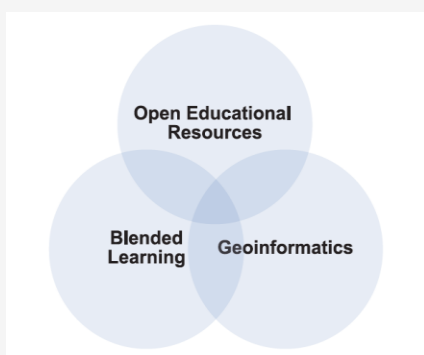 Open Educational
Resources
Blended
Learning
Geoinformatics